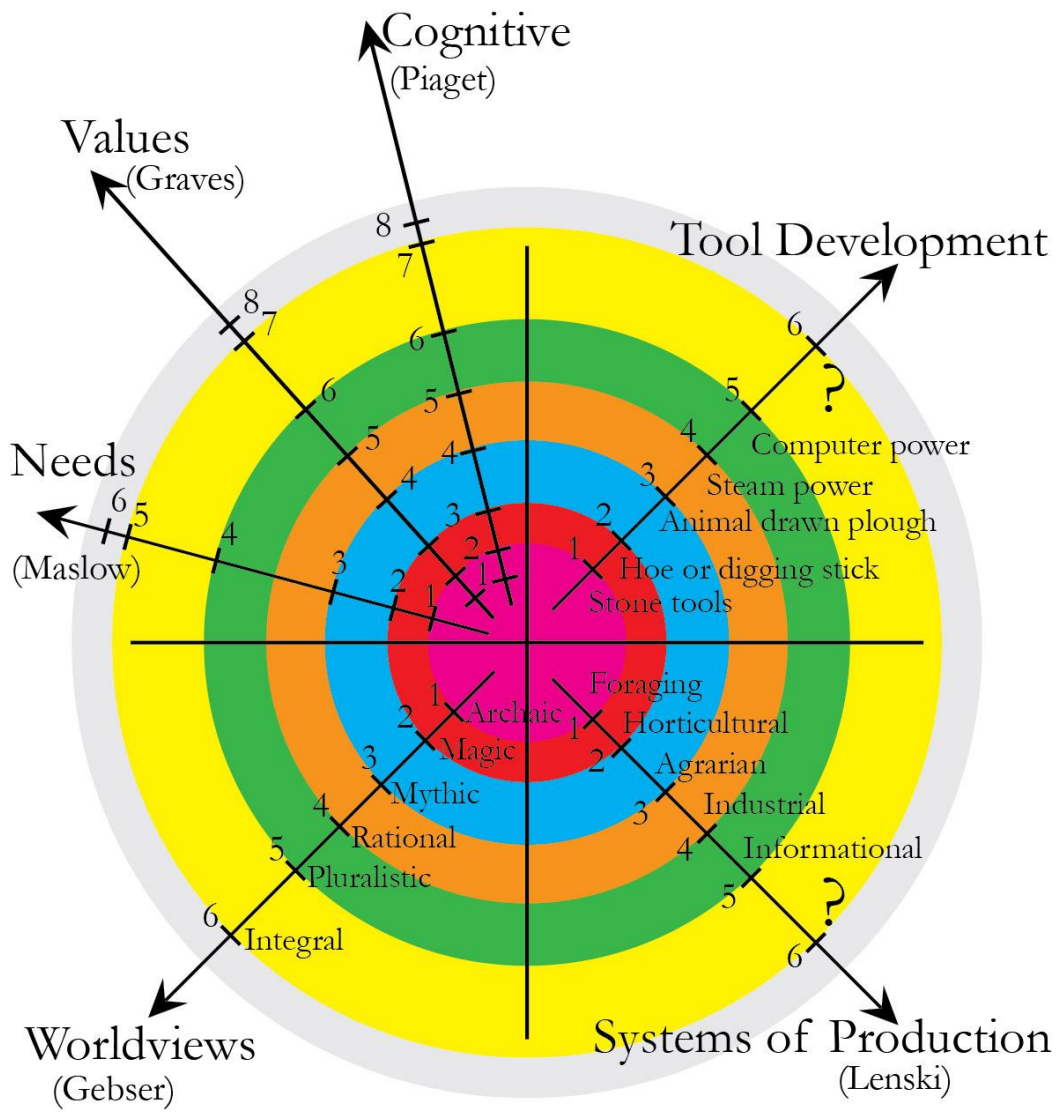 Cognitive
(Piaget)
8
7
6
5
4
3
2
1
Values
(Graves)
8
7
6
5
4
Needs
(Maslow)
6
5
4
3
2
1
Tool Development
6
?
5
Computer power
4
Steam power
3
Animal drawn plough
2
Hoe or digging stick
1
Stone tools
1
Archaic
2
Magic
3
Mythic
4
Rational
5
Pluralistic
6
Integral
Worldviews
(Gebser)
Foraging
1
Horticultural
2
Agrarian
3
Industrial
4
Informational
5
?
6
Systems of Production
(Lenski)